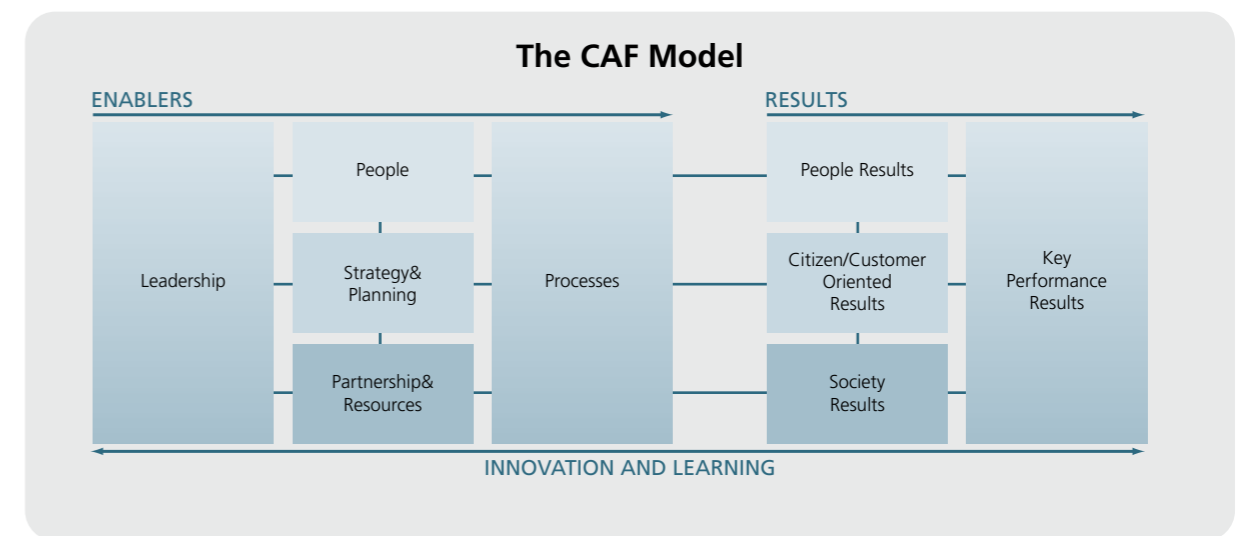 The CAF Model
ENABLERS
RESULTS
Leadership
People
Strategy&
Planning
Partnership&
Resources
Processes
People Results
Citizen/Customer
Oriented
Results
Society
Results
Key
Performance
Results
INNOVATION AND LEARNING